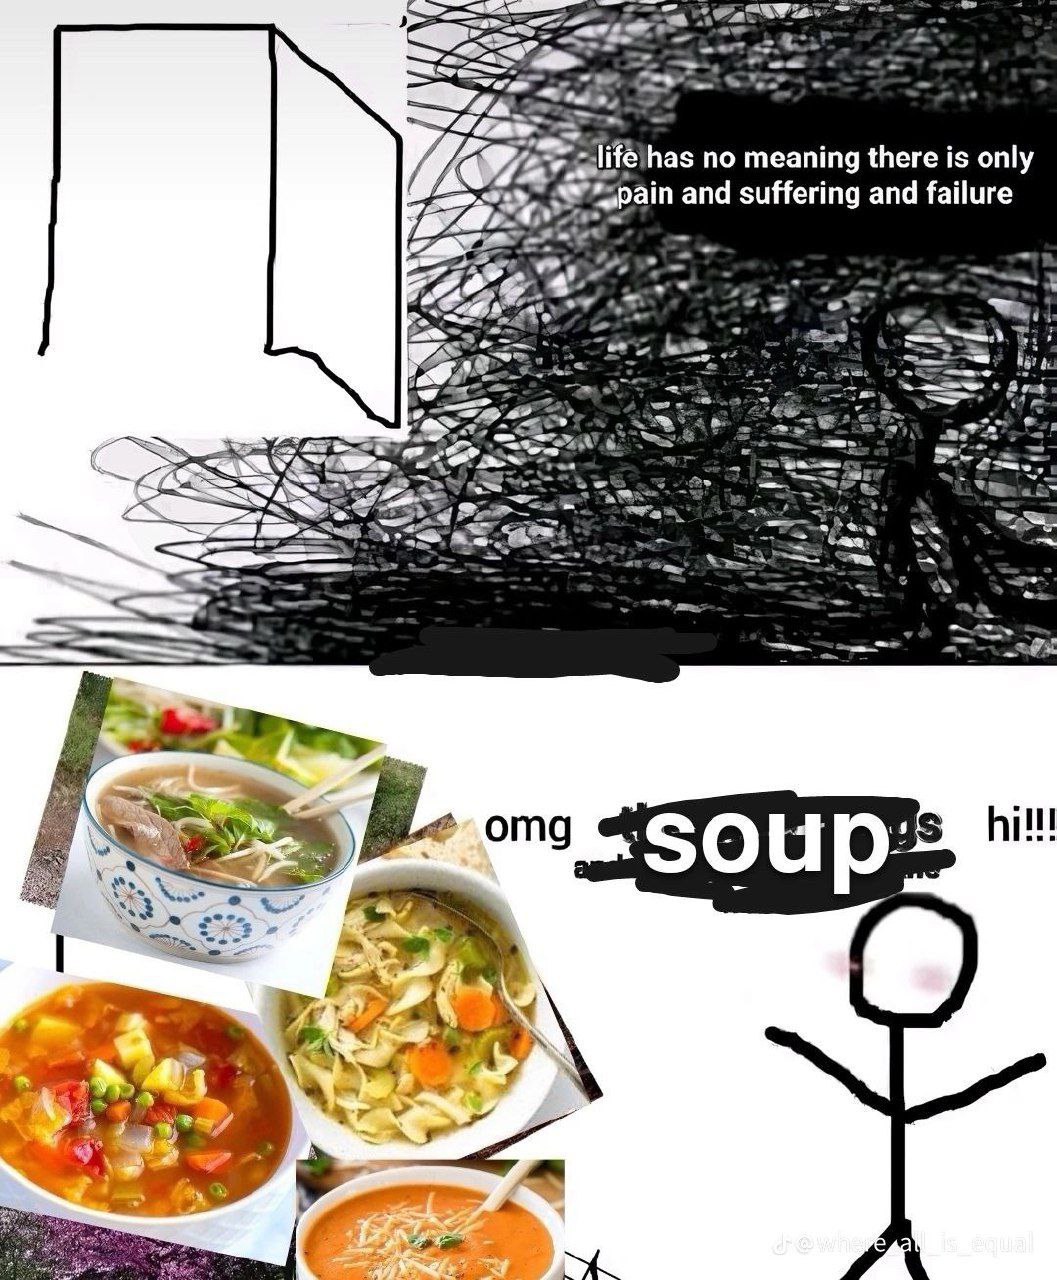 life has no meaning there is only
pain and suffering and failure
omg soup hi!!!
@where_all_is_equal